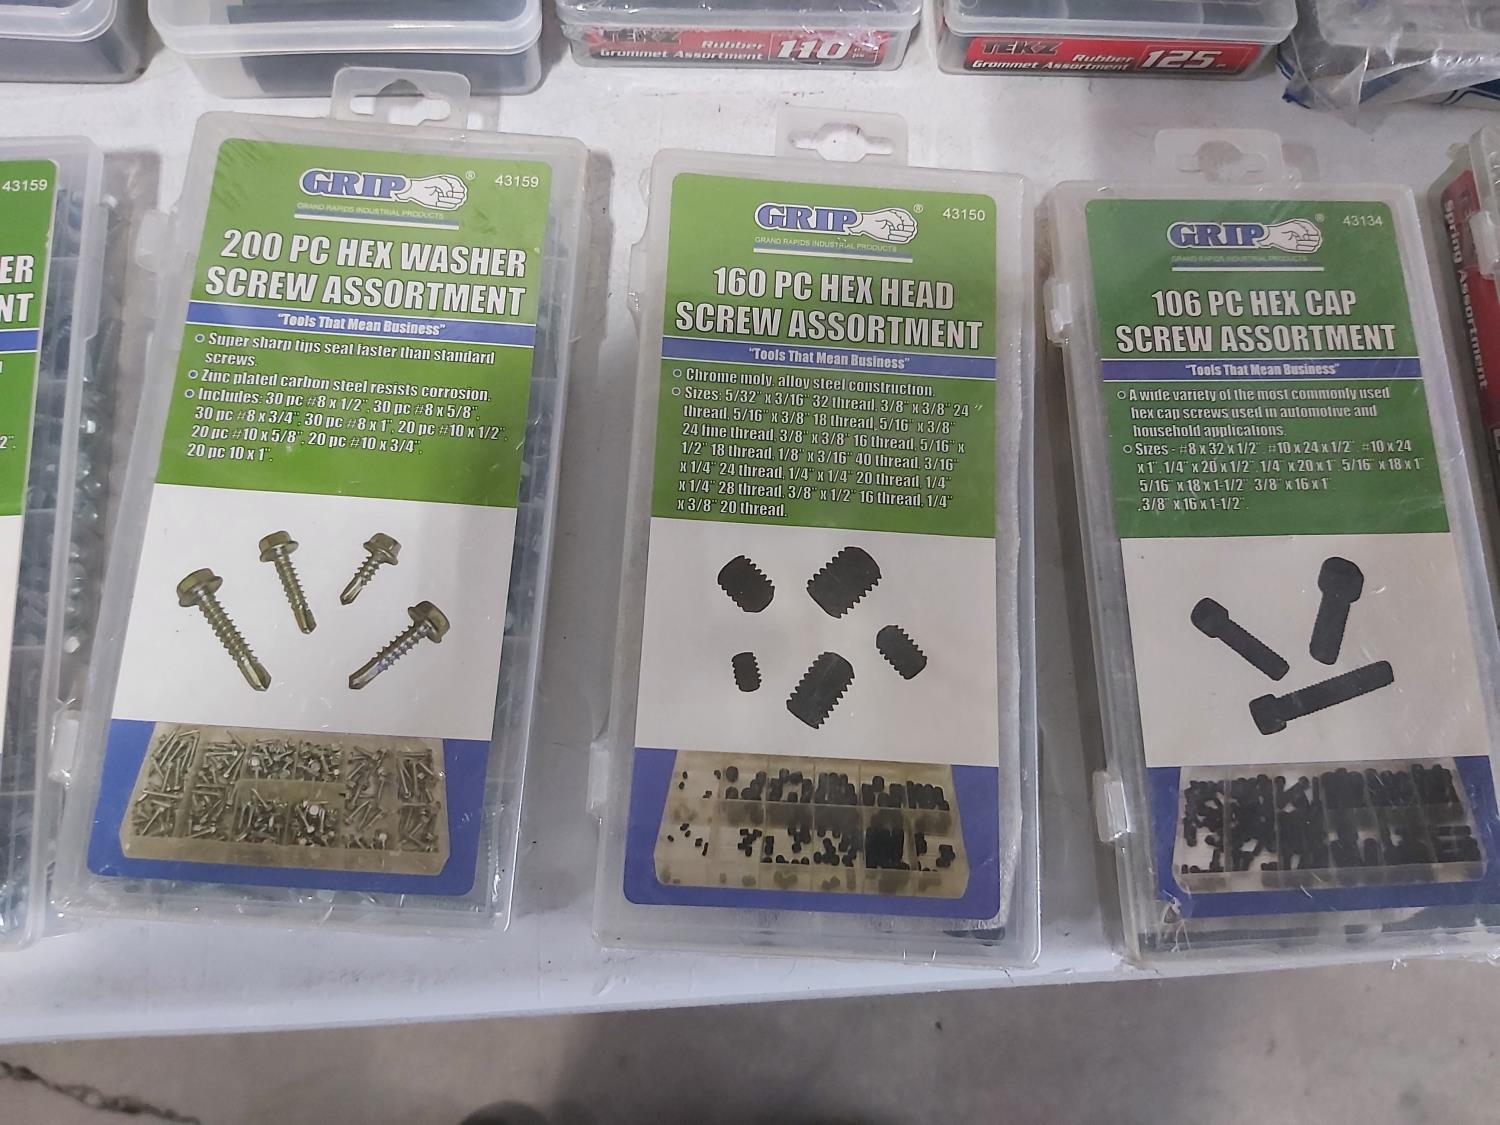 TEKZ
Rubber
Grommet Assortment
110
TEKZ
Rubber
Grommet Assortment
125
43159
ER
NT
2".
GRIP®
43159
GRAND RAPIDS INDUSTRIAL PRODUCTS
200 PC HEX WASHER
SCREW ASSORTMENT
"Tools That Mean Business"
Super sharp tips seat faster than standard
screws.
Zinc plated carbon steel resists corrosion.
Includes: 30 pc #8 x 1/2", 30 pc #8 x 5/8",
30 pc #8 x 3/4", 30 pc #8 x 1", 20 pc #10 x 1/2",
20 pc #10 x 5/8", 20 pc #10 x 3/4",
20 pc 10 x 1".
GRIP®
43150
GRAND RAPIDS INDUSTRIAL PRODUCTS
160 PC HEX HEAD
SCREW ASSORTMENT
"Tools That Mean Business"
Chrome moly, alloy steel construction.
Sizes: 5/32" x 3/16" 32 thread, 3/8" x 3/8" 24
thread, 5/16" x 3/8" 18 thread, 5/16" x 3/8"
24 fine thread, 3/8" x 3/8" 16 thread, 5/16" x
1/2" 18 thread, 1/8" x 3/16" 40 thread, 3/16"
x 1/4" 24 thread, 1/4" x 1/4" 20 thread, 1/4"
x 1/4" 28 thread, 3/8" x 1/2" 16 thread, 1/4"
x 3/8" 20 thread.
GRIP®
43134
GRAND RAPIDS INDUSTRIAL PRODUCTS
106 PC HEX CAP
SCREW ASSORTMENT
"Tools That Mean Business"
A wide variety of the most commonly used
hex cap screws used in automotive and
household applications.
Sizes - #8 x 32 x 1/2", #10 x 24 x 1/2", #10 x 24
x 1", 1/4" x 20 x 1/2", 1/4" x 20 x 1", 5/16" x 18 x 1"
5/16" x 18 x 1-1/2", 3/8" x 16 x 1",
,3/8" x 16 x 1-1/2".
Spring Assortment